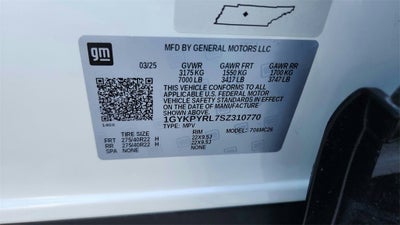 gm
MFD BY GENERAL MOTORS LLC
03/25 GVWR GAWR FRT GAWR RR
3175 KG 1550 KG 1700 KG
7000 LB 3417 LB 3747 LB
THIS VEHICLE CONFORMS TO ALL APPLICABLE
U.S. FEDERAL MOTOR VEHICLE
SAFETY STANDARDS IN EFFECT ON THE
DATE OF MANUFACTURE SHOWN ABOVE.
1GYKPYRL7SZ310770
TYPE: MPV MODEL: 704MC26
TIRE SIZE RIM
FRT 275/40R22 H 22X9.5J
RR 275/40R22 H 22X9.5J
SPA NONE NONE